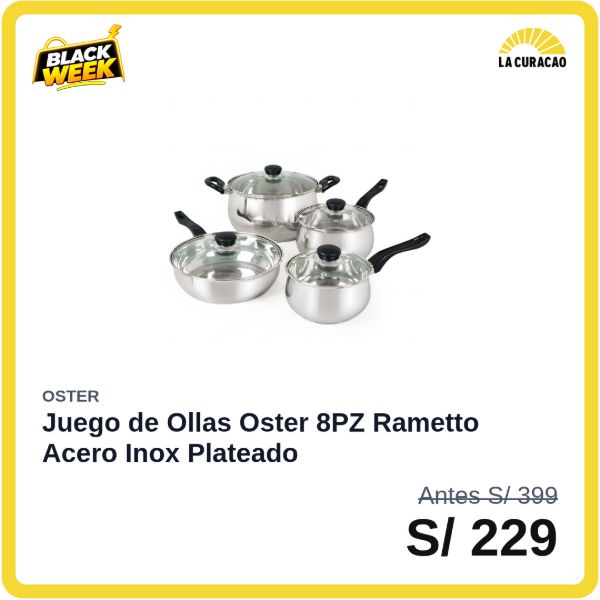 BLACK
WEEK
LA CURACAO
OSTER
Juego de Ollas Oster 8PZ Rametto
Acero Inox Plateado
Antes S/ 399
S/ 229